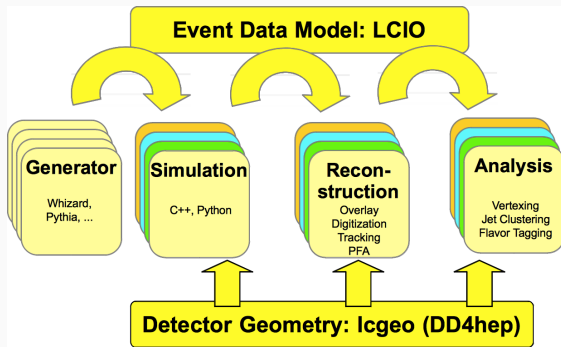 Event Data Model: LCIO
Generator
Whizard,
Pythia, ...
Simulation
C++, Python
Recon-
struction
Overlay
Digitization
Tracking
PFA
Analysis
Vertexing
Jet Clustering
Flavor Tagging
Detector Geometry: lcgeo (DD4hep)